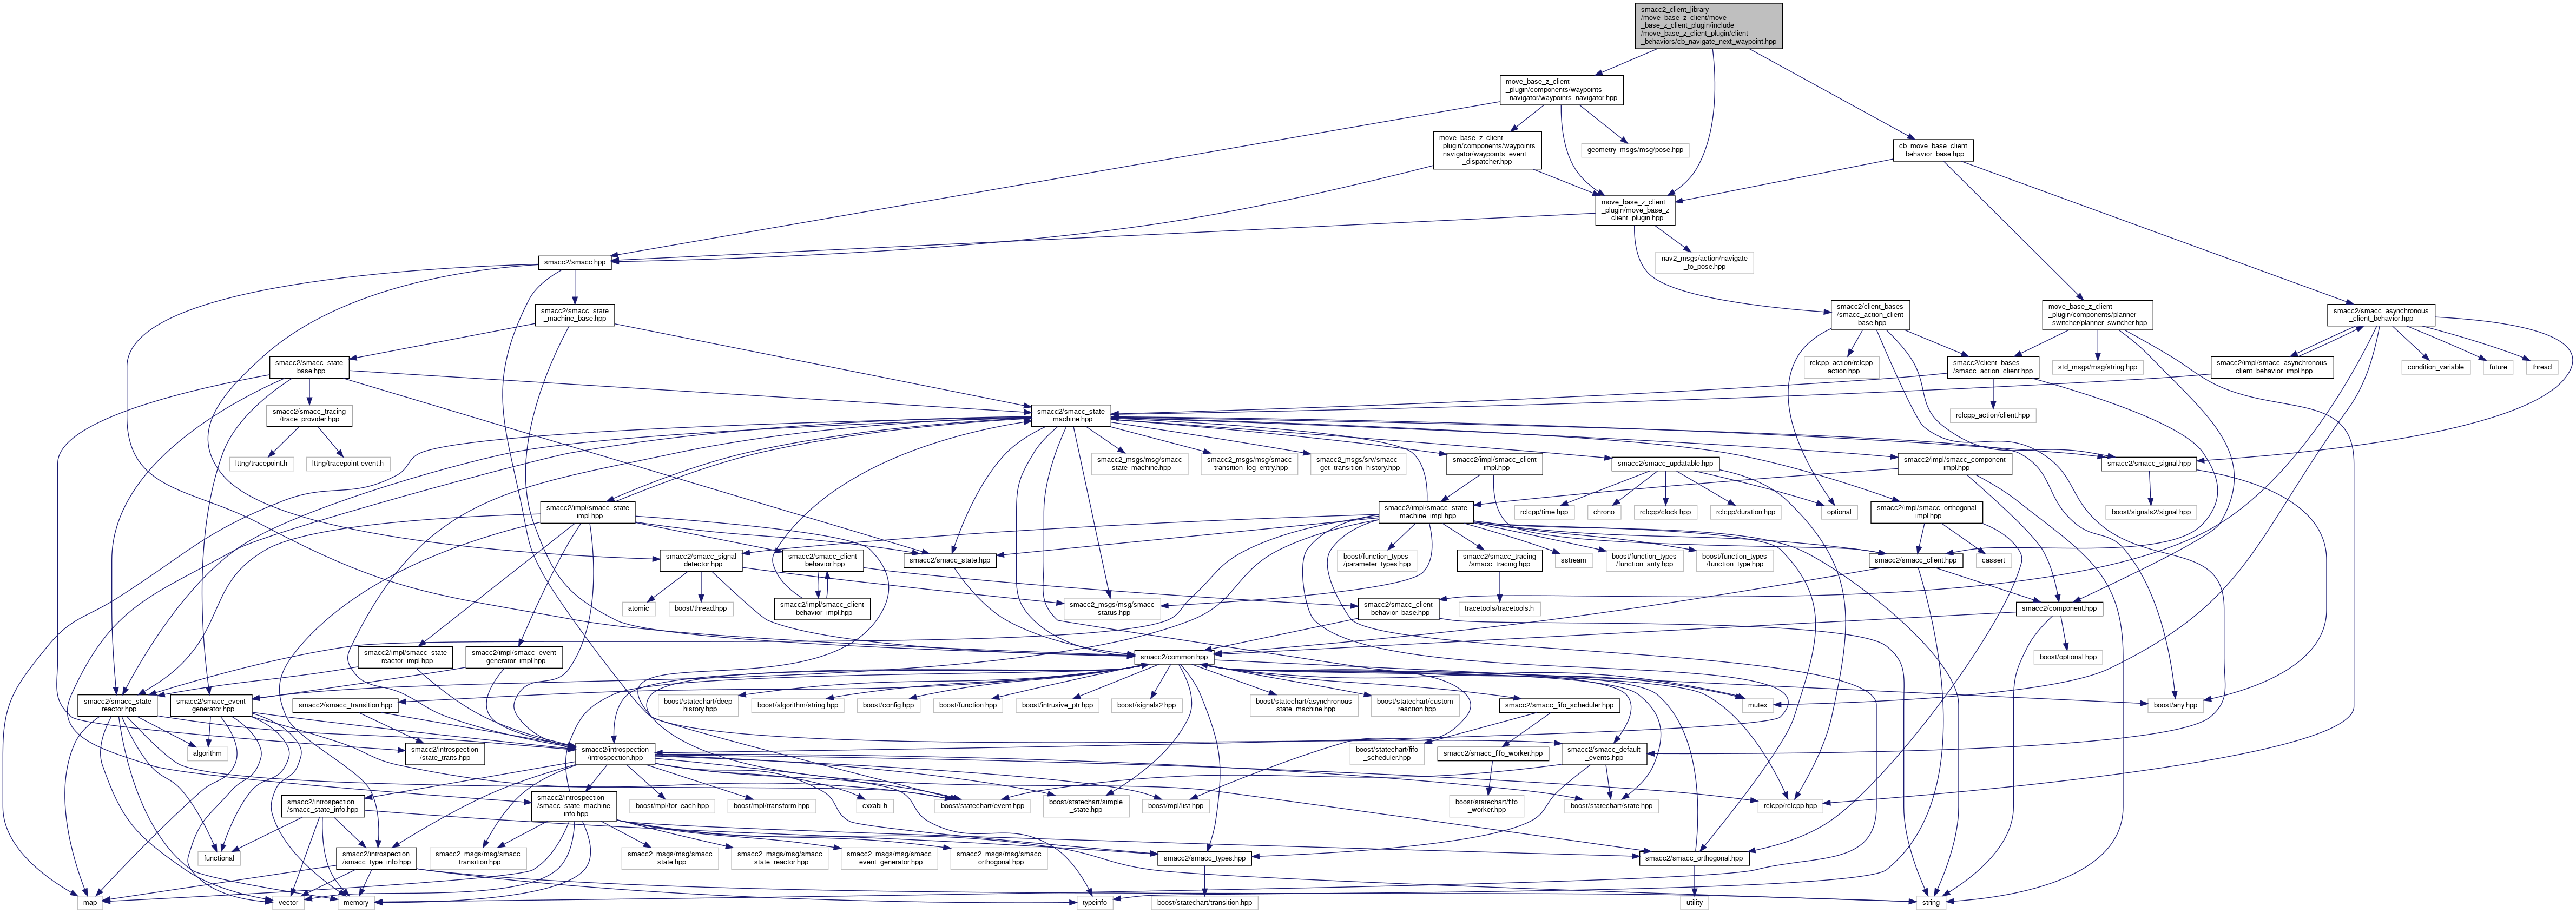 smacc2_client_library
/move_base_z_client/move
_base_z_client_plugin/include
/move_base_z_client_plugin/client
_behaviors/cb_navigate_next_waypoint.hpp
move_base_z_client
_plugin/components/waypoints
_navigator/waypoints_navigator.hpp
move_base_z_client
_plugin/components/waypoints
_navigator/waypoints_event
_dispatcher.hpp
geometry_msgs/msg/pose.hpp
cb_move_base_client
_behavior_base.hpp
move_base_z_client
_plugin/move_base_z
_client_plugin.hpp
smacc2/smacc.hpp
nav2_msgs/action/navigate
_to_pose.hpp
smacc2/smacc_state
_machine_base.hpp
smacc2/client_bases
/smacc_action_client
_base.hpp
move_base_z_client
_plugin/components/planner
_switcher/planner_switcher.hpp
smacc2/smacc_asynchronous
_client_behavior.hpp
smacc2/smacc_state
_base.hpp
rclcpp_action/rclcpp
_action.hpp
smacc2/client_bases
/smacc_action_client.hpp
std_msgs/msg/string.hpp
smacc2/impl/smacc_asynchronous
_client_behavior_impl.hpp
condition_variable
future
thread
smacc2/smacc_tracing
/trace_provider.hpp
smacc2/smacc_state
_machine.hpp
rclcpp_action/client.hpp
lttng/tracepoint.h
lttng/tracepoint-event.h
smacc2_msgs/msg/smacc
_state_machine.hpp
smacc2_msgs/msg/smacc
_transition_log_entry.hpp
smacc2_msgs/srv/smacc
_get_transition_history.hpp
smacc2/impl/smacc_client
_impl.hpp
smacc2/smacc_updatable.hpp
smacc2/impl/smacc_component
_impl.hpp
smacc2/smacc_signal.hpp
smacc2/impl/smacc_state
_impl.hpp
smacc2/impl/smacc_state
_machine_impl.hpp
rclcpp/time.hpp
chrono
rclcpp/clock.hpp
rclcpp/duration.hpp
optional
smacc2/impl/smacc_orthogonal
_impl.hpp
boost/signals2/signal.hpp
smacc2/smacc_signal
_detector.hpp
smacc2/smacc_client
_behavior.hpp
smacc2/smacc_state.hpp
boost/function_types
/parameter_types.hpp
smacc2/smacc_tracing
/smacc_tracing.hpp
sstream
boost/function_types
/function_arity.hpp
boost/function_types
/function_type.hpp
smacc2/smacc_client.hpp
cassert
atomic
boost/thread.hpp
smacc2/impl/smacc_client
_behavior_impl.hpp
smacc2_msgs/msg/smacc
_status.hpp
smacc2/smacc_client
_behavior_base.hpp
tracetools/tracetools.h
smacc2/component.hpp
smacc2/impl/smacc_state
_reactor_impl.hpp
smacc2/impl/smacc_event
_generator_impl.hpp
smacc2/common.hpp
boost/optional.hpp
smacc2/smacc_state
_reactor.hpp
smacc2/smacc_event
_generator.hpp
smacc2/smacc_transition.hpp
boost/statechart/deep
_history.hpp
boost/algorithm/string.hpp
boost/config.hpp
boost/function.hpp
boost/intrusive_ptr.hpp
boost/signals2.hpp
boost/statechart/asynchronous
_state_machine.hpp
boost/statechart/custom
_reaction.hpp
smacc2/smacc_fifo_scheduler.hpp
mutex
boost/any.hpp
algorithm
smacc2/introspection
/state_traits.hpp
smacc2/introspection
/introspection.hpp
boost/statechart/fifo
_scheduler.hpp
smacc2/smacc_fifo_worker.hpp
smacc2/smacc_default
_events.hpp
smacc2/introspection
/smacc_state_info.hpp
smacc2/introspection
/smacc_state_machine
_info.hpp
boost/mpl/for_each.hpp
boost/mpl/transform.hpp
cxxabi.h
boost/statechart/event.hpp
boost/statechart/simple
_state.hpp
boost/mpl/list.hpp
boost/statechart/fifo
_worker.hpp
boost/statechart/state.hpp
rclcpp/rclcpp.hpp
functional
smacc2/introspection
/smacc_type_info.hpp
smacc2_msgs/msg/smacc
_transition.hpp
smacc2_msgs/msg/smacc
_state.hpp
smacc2_msgs/msg/smacc
_state_reactor.hpp
smacc2_msgs/msg/smacc
_event_generator.hpp
smacc2_msgs/msg/smacc
_orthogonal.hpp
smacc2/smacc_types.hpp
smacc2/smacc_orthogonal.hpp
map
vector
memory
typeinfo
boost/statechart/transition.hpp
utility
string